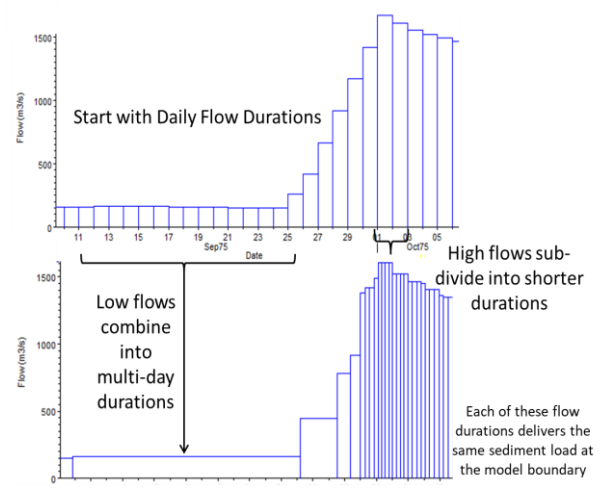 1500
1000
500
0
Flow (m3/s)
Start with Daily Flow Durations
11 13 15 17 19 21 23 25 27 29 01 03 05
Sep75 Oct75
Date
High flows sub-
divide into shorter
durations
Low flows
combine
into
multi-day
durations
1500
1000
500
0
Flow (m3/s)
Each of these flow
durations delivers the
same sediment load at
the model boundary